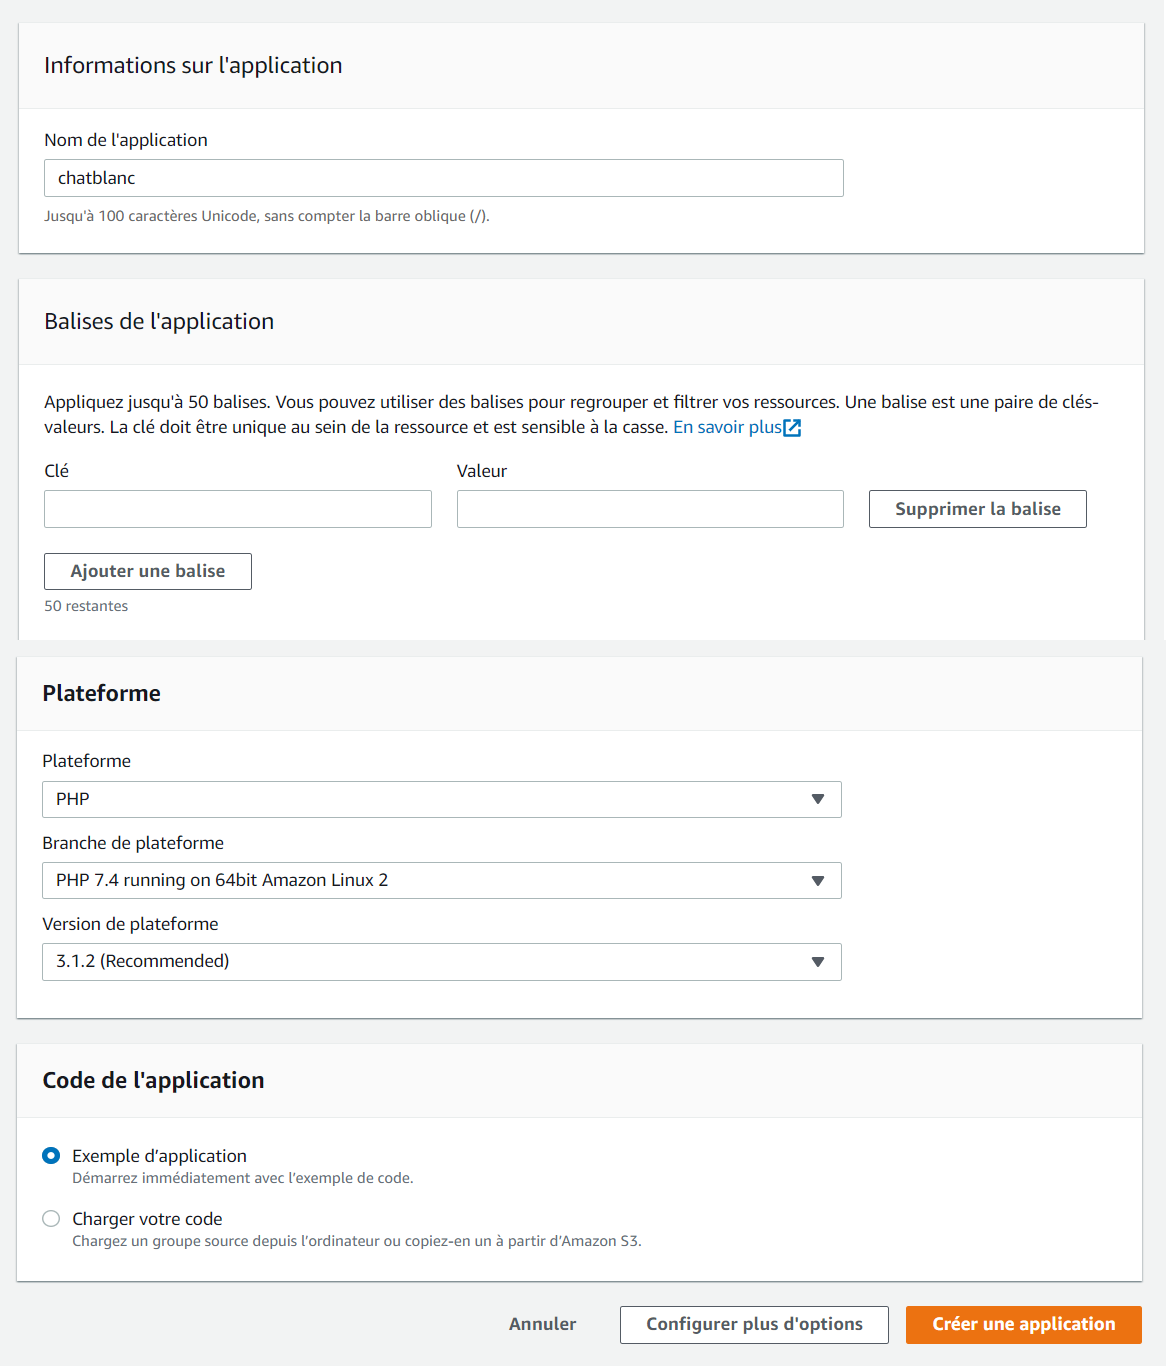 Informations sur l'application
Nom de l'application
chatblanc
Jusqu'à 100 caractères Unicode, sans compter la barre oblique (/).
Balises de l'application
Appliquez jusqu'à 50 balises. Vous pouvez utiliser des balises pour regrouper et filtrer vos ressources. Une balise est une paire de clés-
valeurs. La clé doit être unique au sein de la ressource et est sensible à la casse. En savoir plus
Clé
Valeur
Supprimer la balise
Ajouter une balise
50 restantes
Plateforme
Plateforme
PHP
Branche de plateforme
PHP 7.4 running on 64bit Amazon Linux 2
Version de plateforme
3.1.2 (Recommended)
Code de l'application
Exemple d’application
Démarrez immédiatement avec l’exemple de code.
Charger votre code
Chargez un groupe source depuis l’ordinateur ou copiez-en un à partir d’Amazon S3.
Annuler
Configurer plus d'options
Créer une application